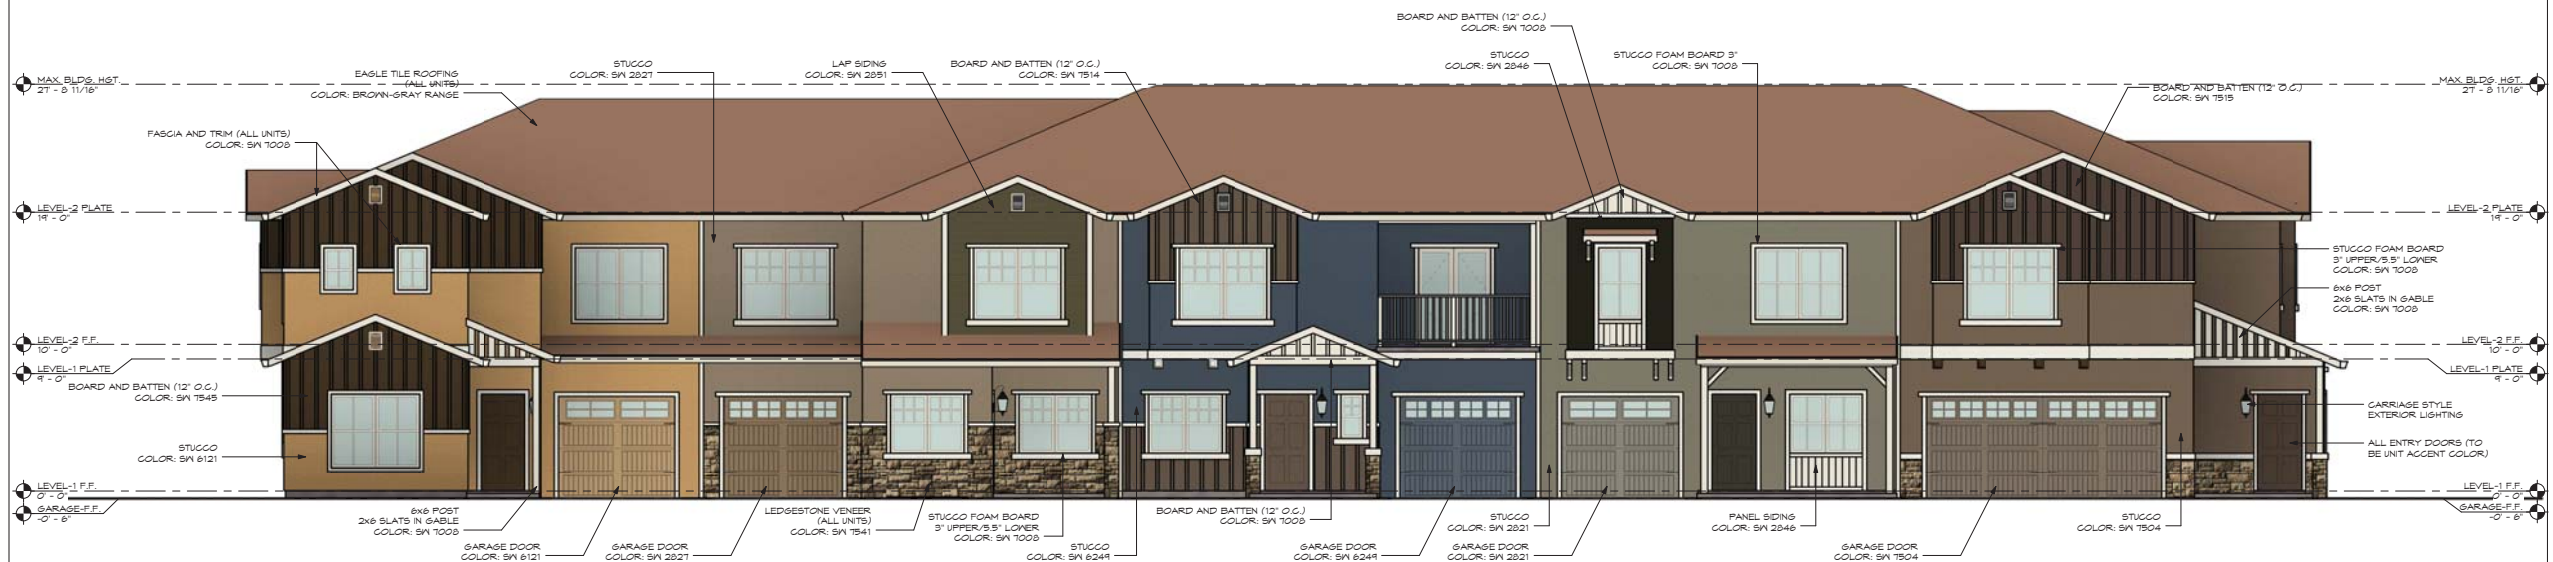 BOARD AND BATTEN (12" O.C.)
COLOR: SW 7008
STUCCO
COLOR: SW 2827
LAP SIDING
COLOR: SW 2851
BOARD AND BATTEN (12" O.C.)
COLOR: SW 7514
STUCCO
COLOR: SW 2846
STUCCO FOAM BOARD 3"
COLOR: SW 7008
EAGLE TILE ROOFING
(ALL UNITS)
COLOR: BROWN-GRAY RANGE
MAX. BLDG. HGT.
27' - 8 11/16"
MAX. BLDG. HGT.
27' - 8 11/16"
BOARD AND BATTEN (12" O.C.)
COLOR: SW 7515
FASCIA AND TRIM (ALL UNITS)
COLOR: SW 7008
LEVEL-2 PLATE
19' - 0"
LEVEL-2 PLATE
19' - 0"
STUCCO FOAM BOARD
3" UPPER/5.5" LOWER
COLOR: SW 7008
6x6 POST
2x6 SLATS IN GABLE
COLOR: SW 7008
LEVEL-2 F.F.
10' - 0"
LEVEL-2 F.F.
10' - 0"
LEVEL-1 PLATE
9' - 0"
LEVEL-1 PLATE
9' - 0"
BOARD AND BATTEN (12" O.C.)
COLOR: SW 7545
CARRIAGE STYLE
EXTERIOR LIGHTING
STUCCO
COLOR: SW 6121
ALL ENTRY DOORS (TO
BE UNIT ACCENT COLOR)
LEVEL-1 F.F.
0' - 0"
LEVEL-1 F.F.
0' - 0"
GARAGE-F.F.
-0' - 6"
GARAGE-F.F.
-0' - 6"
6x6 POST
2x6 SLATS IN GABLE
COLOR: SW 7008
LEDGESTONE VENEER
(ALL UNITS)
COLOR: SW 7541
STUCCO FOAM BOARD
3" UPPER/5.5" LOWER
COLOR: SW 7008
BOARD AND BATTEN (12" O.C.)
COLOR: SW 7008
STUCCO
COLOR: SW 2821
PANEL SIDING
COLOR: SW 2846
STUCCO
COLOR: SW 7504
GARAGE DOOR
COLOR: SW 6121
GARAGE DOOR
COLOR: SW 2827
STUCCO
COLOR: SW 6249
GARAGE DOOR
COLOR: SW 6249
GARAGE DOOR
COLOR: SW 2821
GARAGE DOOR
COLOR: SW 7504